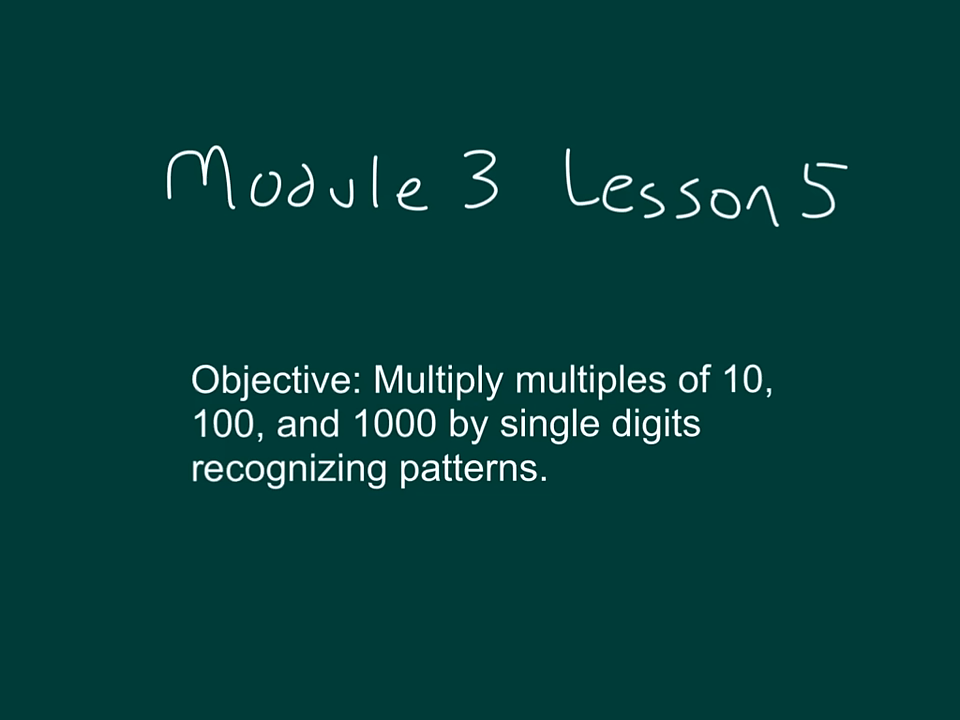 Module 3 Lesson 5
Objective: Multiply multiples of 10,
100, and 1000 by single digits
recognizing patterns.